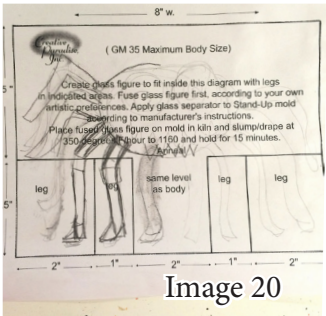 8" w.
Creative Paradise, Inc.
( GM 35 Maximum Body Size)
Create glass figure to fit inside this diagram with legs
in indicated areas. Fuse glass figure first, according to your own
artistic preferences. Apply glass separator to Stand-Up mold
according to manufacturer's instructions.
Place fused glass figure on mold in kiln and slump/drape at
350 degrees F/hour to 1160 and hold for 15 minutes.
Annual
5"
leg
leg
same level
as body
leg
leg
5"
2"
1"
2"
1"
2"
Image 20